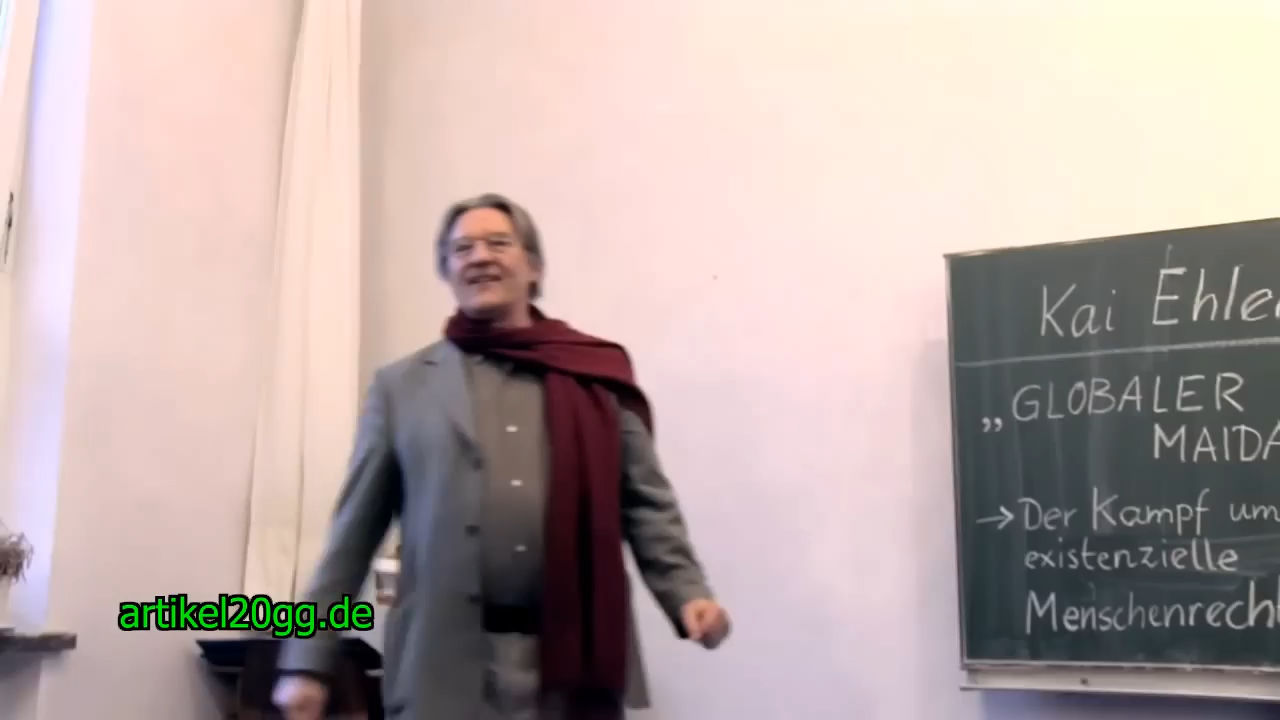 Kai Ehle
„GLOBALER
MAIDA
→ Der Kampf um
existenzielle
Menschenrech
artikel20gg.de